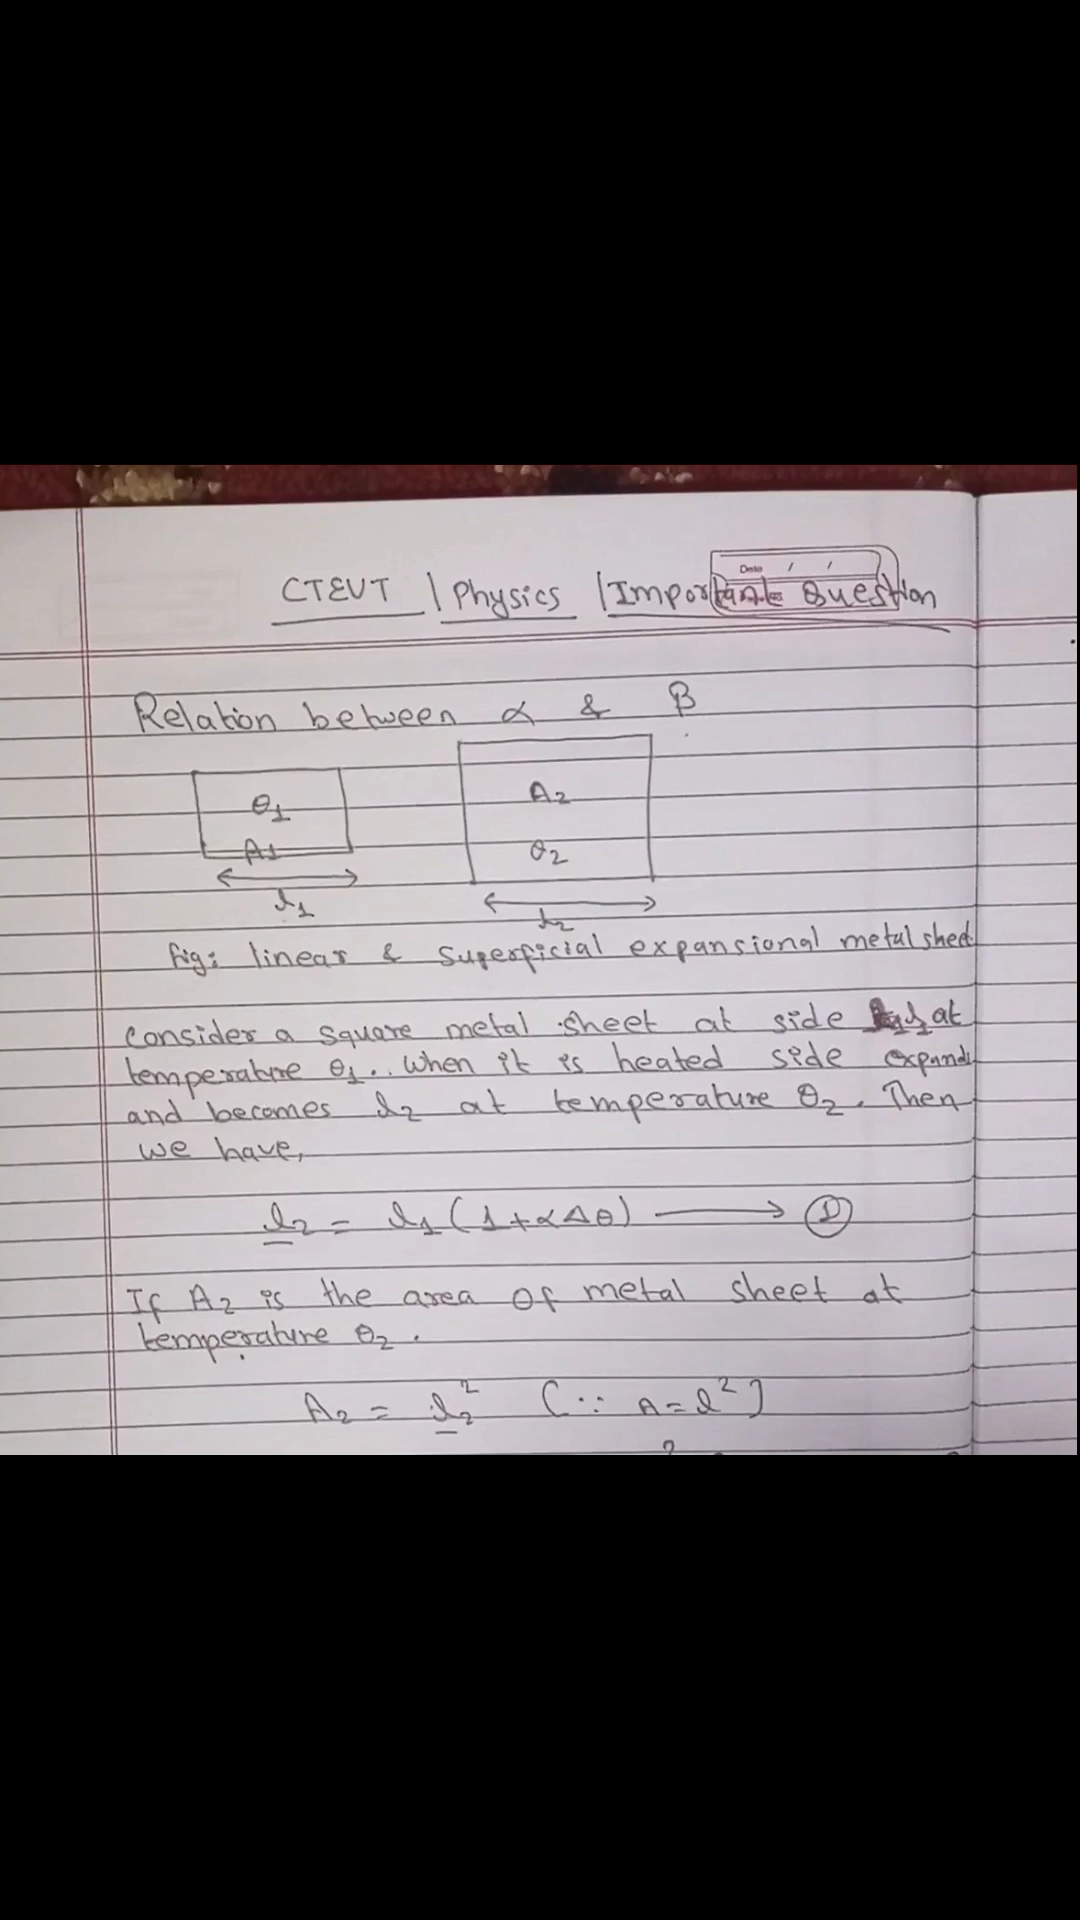 CTEVT | Physics | Important Question
Date / /
Relation between α & β
θ1 A2
A1 θ2
l1 l2
fig: linear & superficial expansional metal sheet
Consider a square metal sheet at side l1 at
temperature θ1. When it is heated side expands
and becomes l2 at temperature θ2. Then
we have,
l2 = l1 (1+α∆θ) → ①
If A2 is the area of metal sheet at
temperature θ2.
A2 = l2² [∵ A=l²]